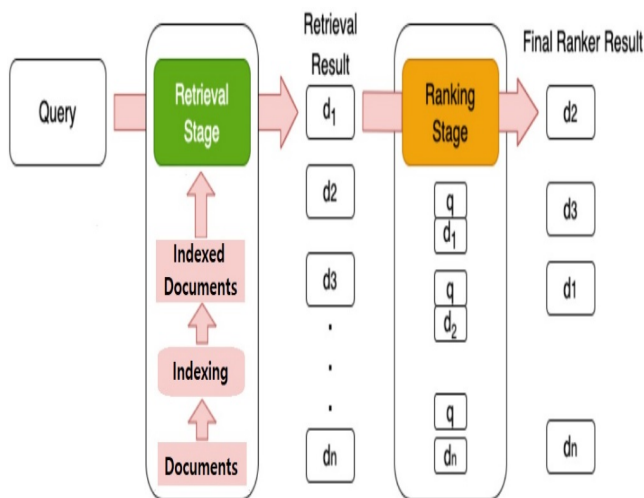 Query
Retrieval
Stage
Indexed
Documents
Indexing
Documents
Retrieval
Result
d₁
d2
d3
.
.
.
dn
Ranking
Stage
q
d₁
q
d₂
q
dₙ
Final Ranker Result
d2
d3
d1
dn